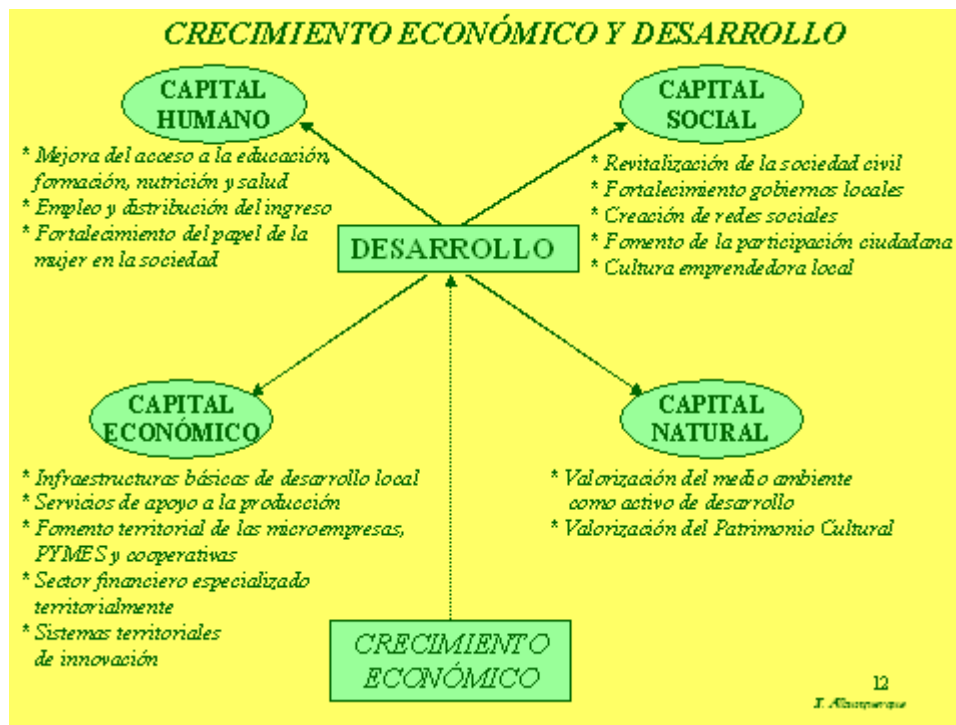 CRECIMIENTO ECONÓMICO Y DESARROLLO
CAPITAL
HUMANO
* Mejora del acceso a la educación,
formación, nutrición y salud
* Empleo y distribución del ingreso
* Fortalecimiento del papel de la
mujer en la sociedad
CAPITAL
SOCIAL
* Revitalización de la sociedad civil
* Fortalecimiento gobiernos locales
* Creación de redes sociales
* Fomento de la participación ciudadana
* Cultura emprendedora local
DESARROLLO
CAPITAL
ECONÓMICO
* Infraestructuras básicas de desarrollo local
* Servicios de apoyo a la producción
* Fomento territorial de las microempresas,
PYMES y cooperativas
* Sector financiero especializado
territorialmente
* Sistemas territoriales
de innovación
CAPITAL
NATURAL
* Valorización del medio ambiente
como activo de desarrollo
* Valorización del Patrimonio Cultural
CRECIMIENTO
ECONÓMICO
12
Alburquerque